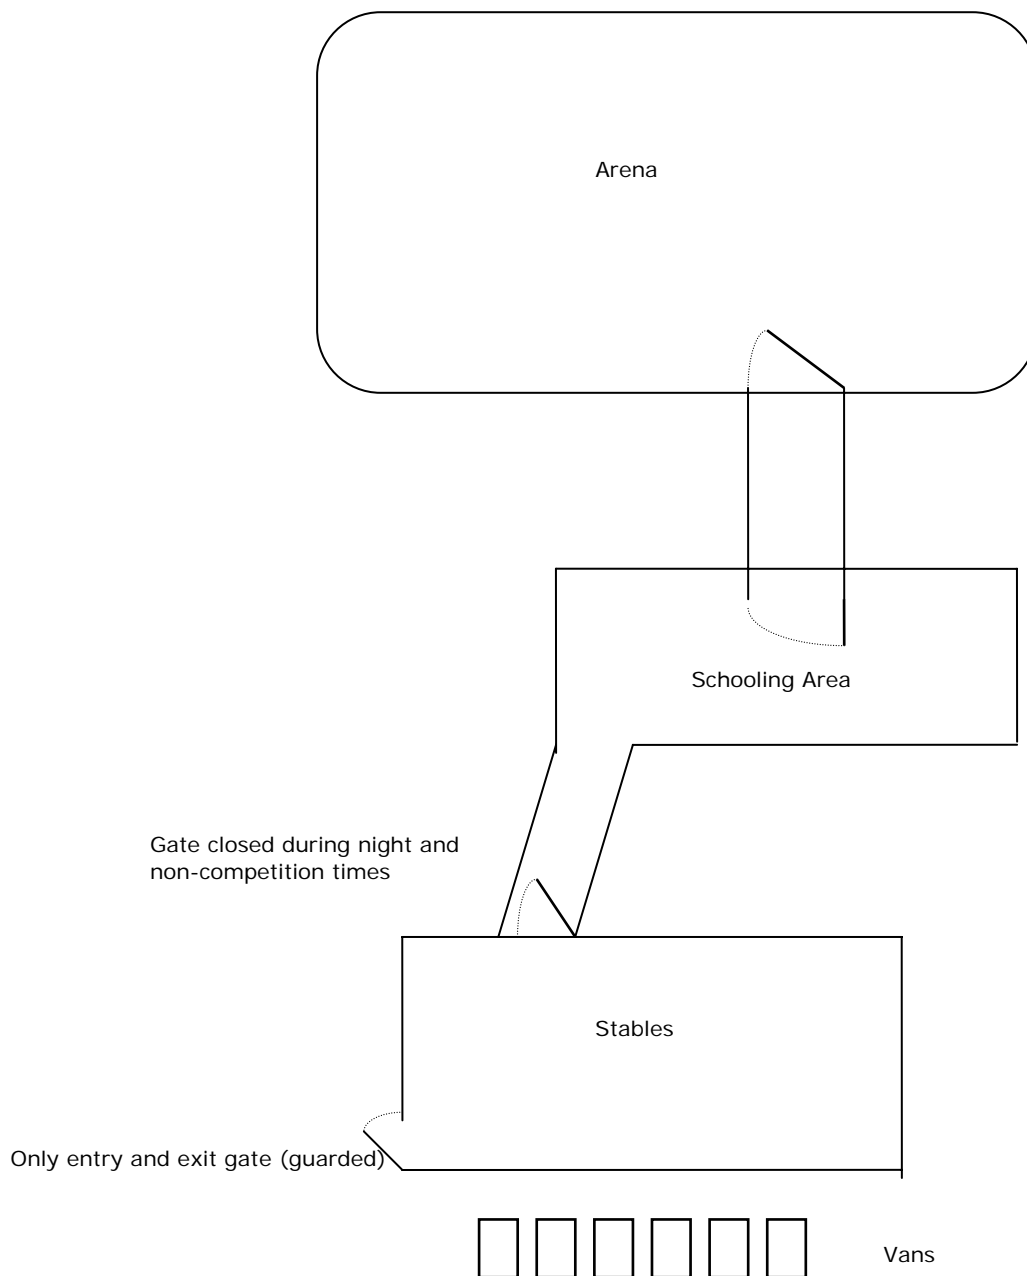 Arena
Schooling Area
Gate closed during night and
non-competition times
Stables
Only entry and exit gate (guarded)
Vans